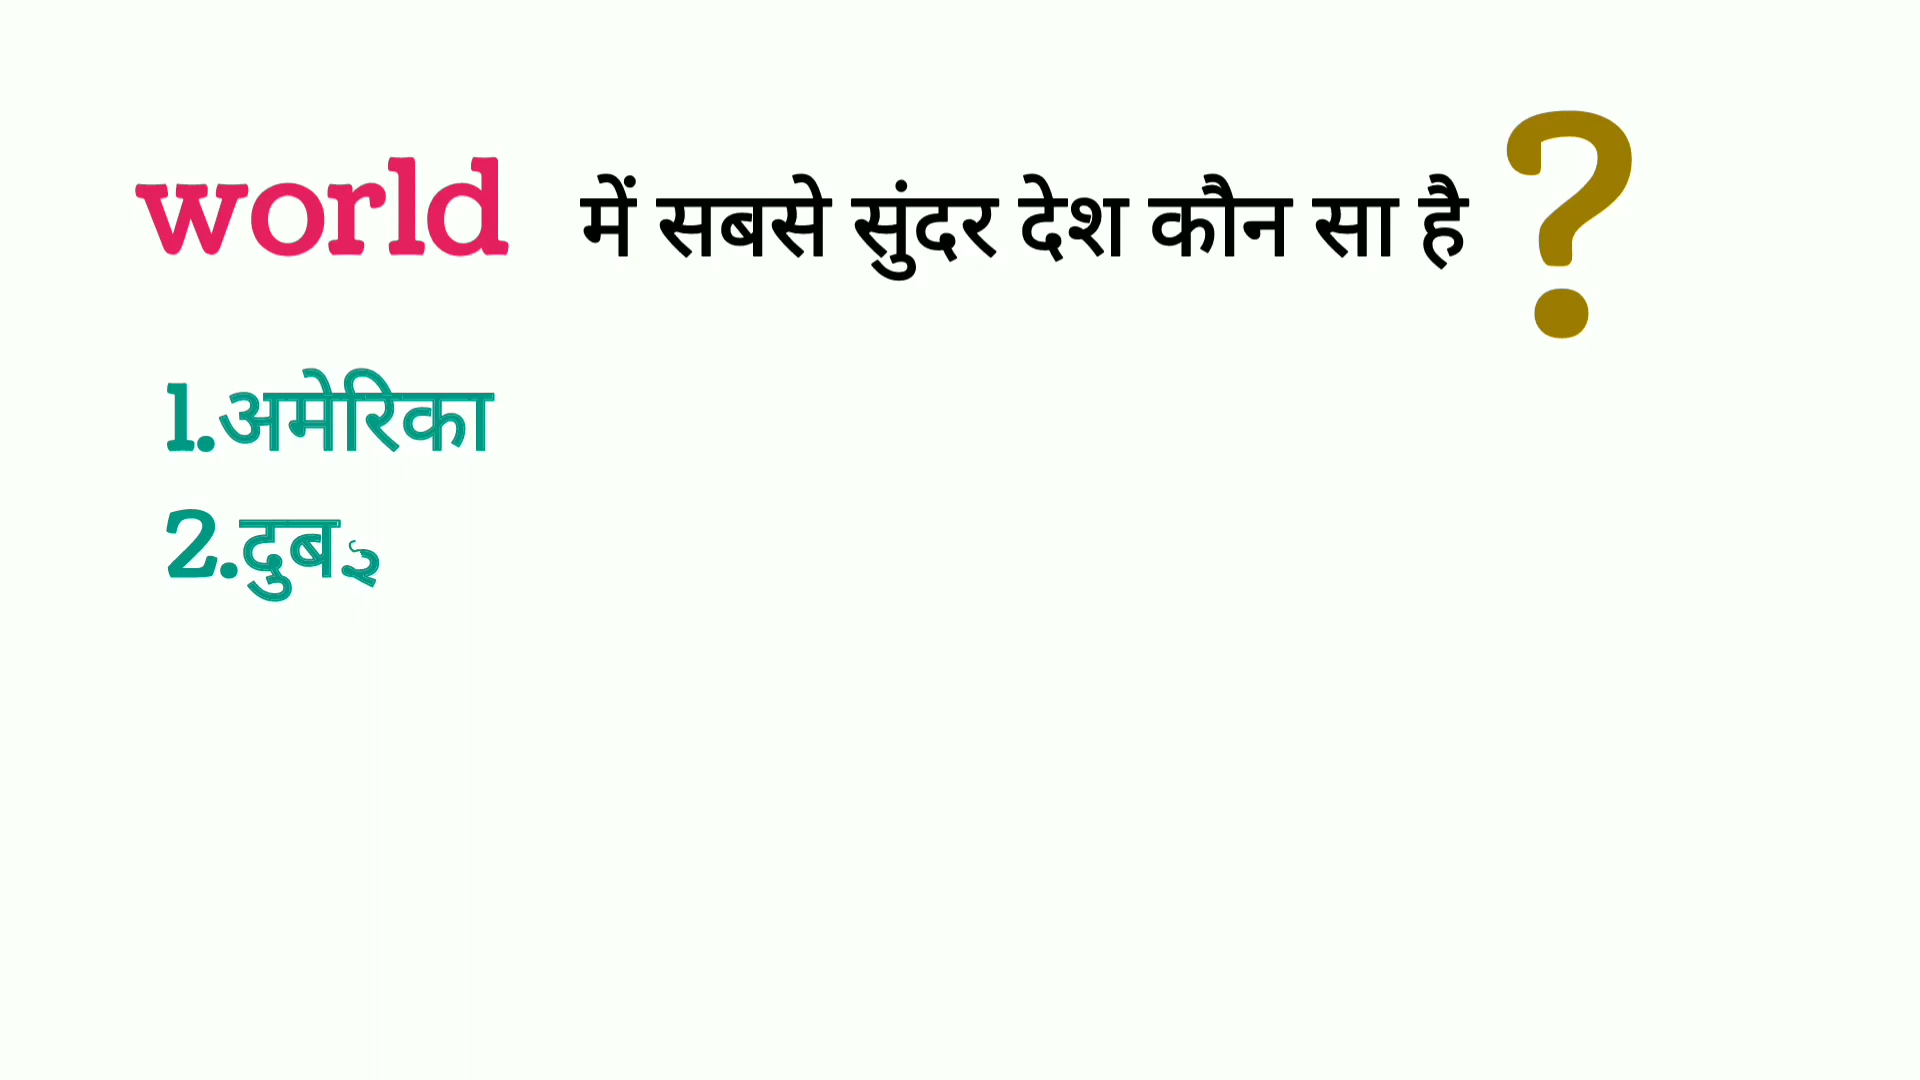 world में सबसे सुंदर देश कौन सा है ?
1.अमेरिका
2.दुब